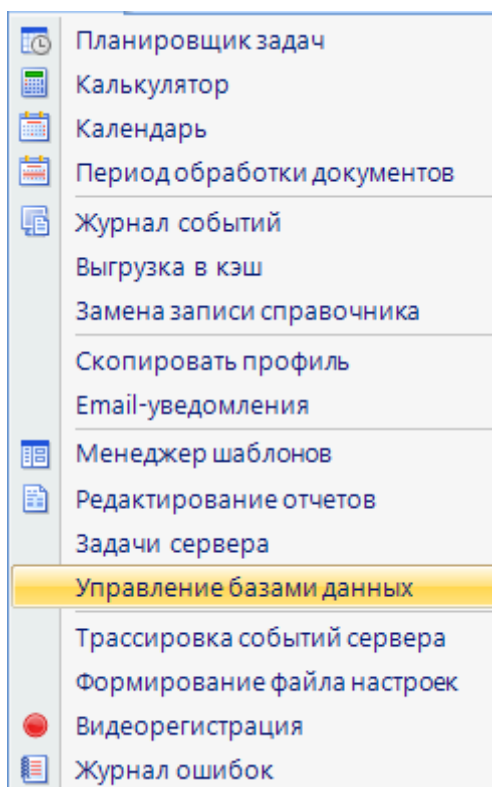 Планировщик задач
Калькулятор
Календарь
Период обработки документов
Журнал событий
Выгрузка в кэш
Замена записи справочника
Скопировать профиль
Email-уведомления
Менеджер шаблонов
Редактирование отчетов
Задачи сервера
Управление базами данных
Трассировка событий сервера
Формирование файла настроек
Видеорегистрация
Журнал ошибок